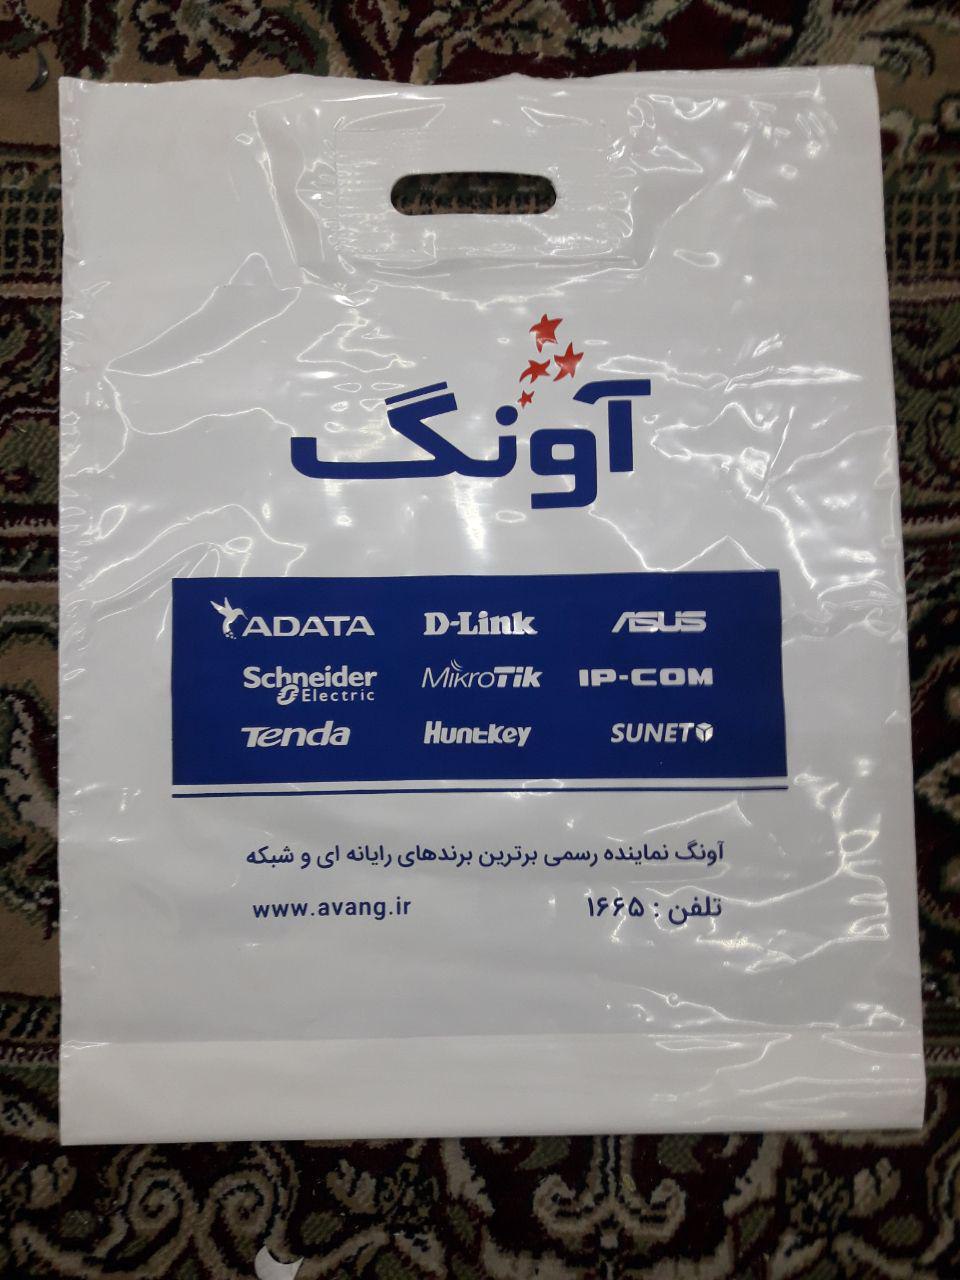 آونگ
ADATA D-Link ASUS
Schneider Electric MikroTik IP-COM
Tenda Huntkey SUNET
آونگ نماینده رسمی برترین برندهای رایانه ای و شبکه
تلفن : ۱۶۶۵ www.avang.ir